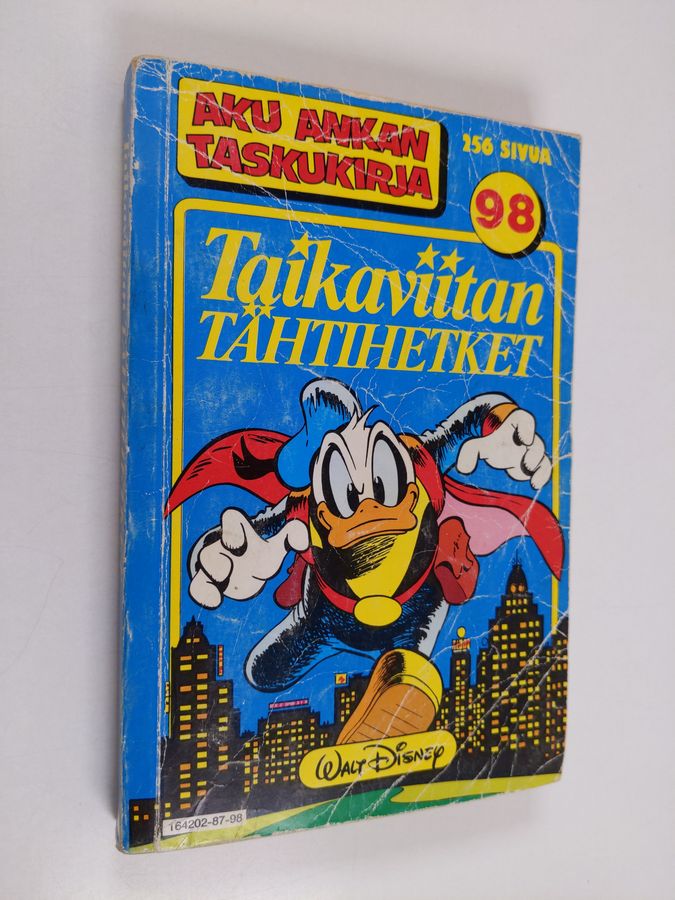 AKU ANKAN
TASKUKIRJA
256 SIVUA
98
Taikaviitan
TÄHTIHETKET
WALT DISNEY
164202-87-98